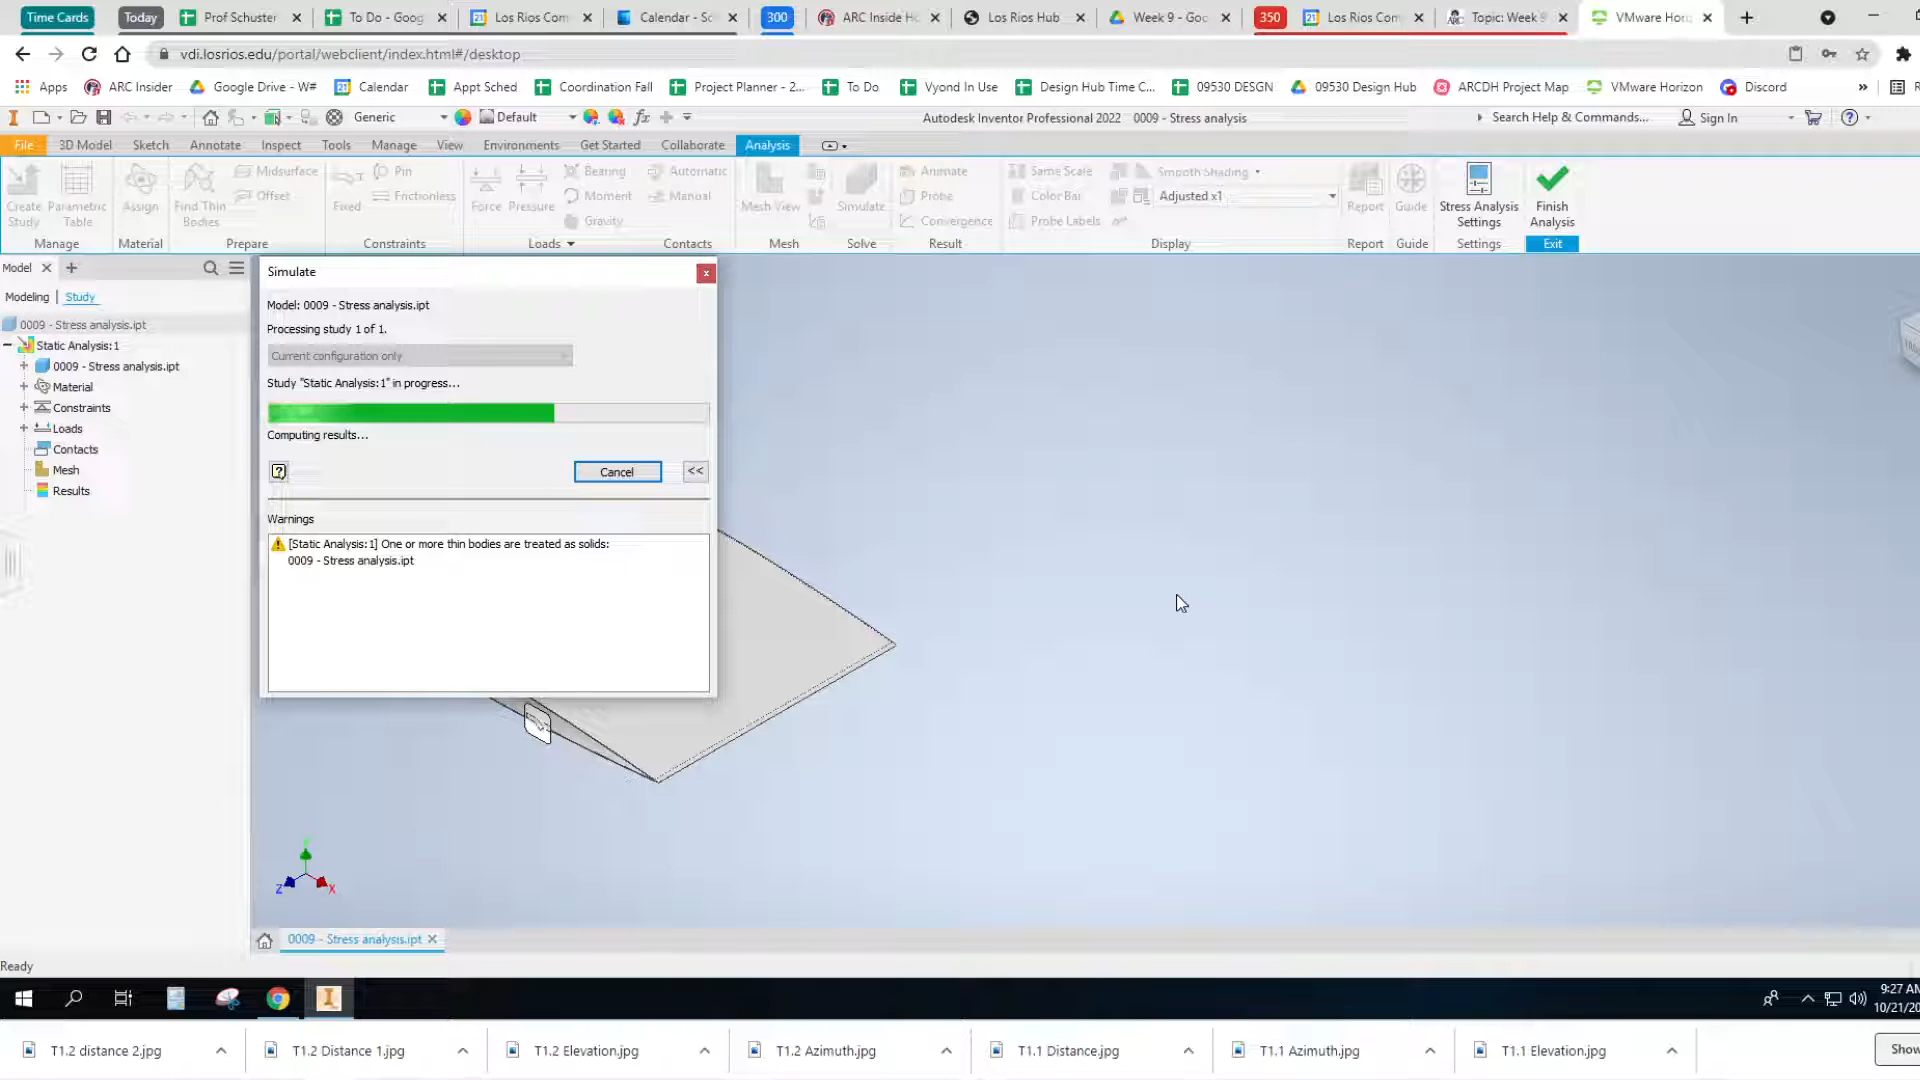 Time Cards
Today
Prof Schuster
To Do - Goog
Los Rios Com
Calendar - Sc
300
ARC Inside Ho
Los Rios Hub
Week 9 - Goo
350
Los Rios Com
Topic: Week 9
VMware Hori
vdi.losrios.edu/portal/webclient/index.html#/desktop
Apps
ARC Insider
Google Drive - W#
Calendar
Appt Sched
Coordination Fall
Project Planner - 2...
To Do
Vyond In Use
Design Hub Time C...
09530 DESGN
09530 Design Hub
ARCDH Project Map
VMware Horizon
Discord
»
Generic
Default
Autodesk Inventor Professional 2022 0009 - Stress analysis
Search Help & Commands...
Sign In
File
3D Model
Sketch
Annotate
Inspect
Tools
Manage
View
Environments
Get Started
Collaborate
Analysis
Create Study
Parametric Table
Manage
Assign
Material
Find Thin Bodies
Midsurface
Offset
Prepare
Fixed
Pin
Frictionless
Constraints
Force
Pressure
Bearing
Moment
Gravity
Loads
Automatic
Manual
Contacts
Mesh View
Mesh
Simulate
Solve
Animate
Probe
Convergence
Result
Same Scale
Color Bar
Probe Labels
Smooth Shading
Adjusted x1
Display
Report
Report
Guide
Guide
Stress Analysis Settings
Settings
Finish Analysis
Exit
Model
Modeling | Study
0009 - Stress analysis.ipt
Static Analysis:1
0009 - Stress analysis.ipt
Material
Constraints
Loads
Contacts
Mesh
Results
Simulate
Model: 0009 - Stress analysis.ipt
Processing study 1 of 1.
Current configuration only
Study "Static Analysis:1" in progress...
Computing results...
Cancel
<<
Warnings
[Static Analysis:1] One or more thin bodies are treated as solids:
0009 - Stress analysis.ipt
Z
X
0009 - Stress analysis.ipt
Ready
9:27 AM
10/21/20
T1.2 distance 2.jpg
T1.2 Distance 1.jpg
T1.2 Elevation.jpg
T1.2 Azimuth.jpg
T1.1 Distance.jpg
T1.1 Azimuth.jpg
T1.1 Elevation.jpg
Show